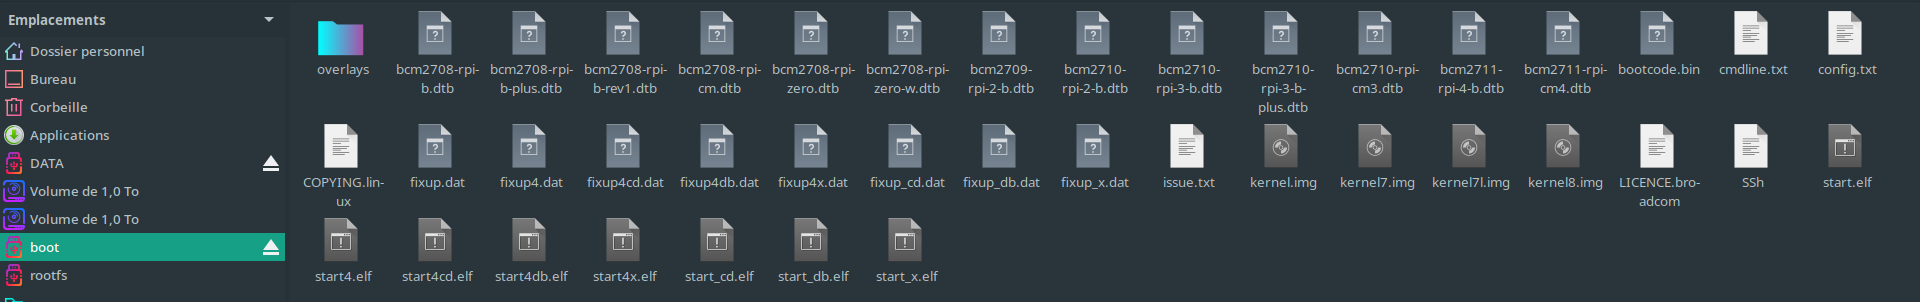 Emplacements
Dossier personnel
Bureau
Corbeille
Applications
DATA
Volume de 1,0 To
Volume de 1,0 To
boot
rootfs
overlays
bcm2708-rpi-
b.dtb
bcm2708-rpi-
b-plus.dtb
bcm2708-rpi-
b-rev1.dtb
bcm2708-rpi-
cm.dtb
bcm2708-rpi-
zero.dtb
bcm2708-rpi-
zero-w.dtb
bcm2709-
rpi-2-b.dtb
bcm2710-
rpi-2-b.dtb
bcm2710-
rpi-3-b.dtb
bcm2710-
rpi-3-b-
plus.dtb
bcm2710-rpi-
cm3.dtb
bcm2711-
rpi-4-b.dtb
bcm2711-rpi-
cm4.dtb
bootcode.bin
cmdline.txt
config.txt
COPYING.lin-
ux
fixup.dat
fixup4.dat
fixup4cd.dat
fixup4db.dat
fixup4x.dat
fixup_cd.dat
fixup_db.dat
fixup_x.dat
issue.txt
kernel.img
kernel7.img
kernel7l.img
kernel8.img
LICENCE.bro-
adcom
SSh
start.elf
start4.elf
start4cd.elf
start4db.elf
start4x.elf
start_cd.elf
start_db.elf
start_x.elf